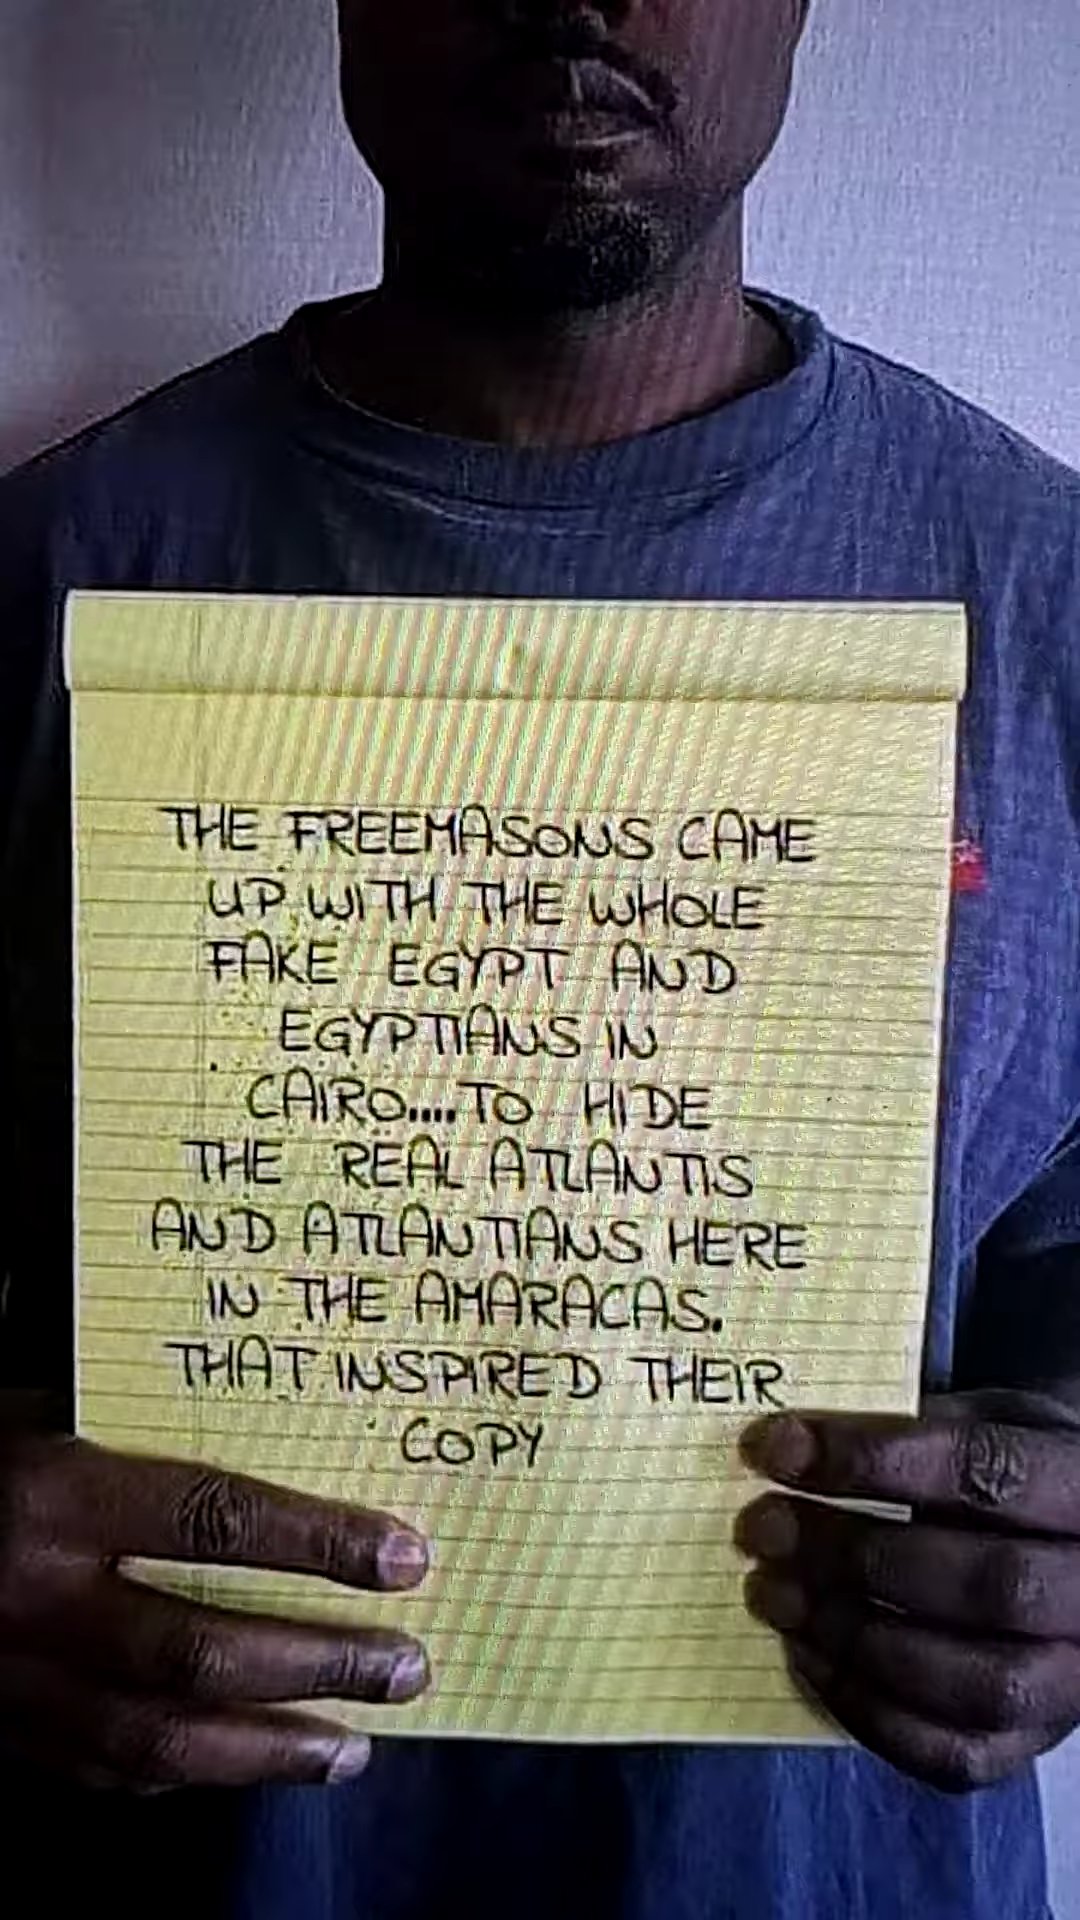 THE FREEMASONS CAME
UP WITH THE WHOLE
FAKE EGYPT AND
EGYPTIANS IN
CAIRO....TO HIDE
THE REAL ATLANTIS
AND ATLANTIANS HERE
IN THE AMARACAS.
THAT INSPIRED THEIR
COPY